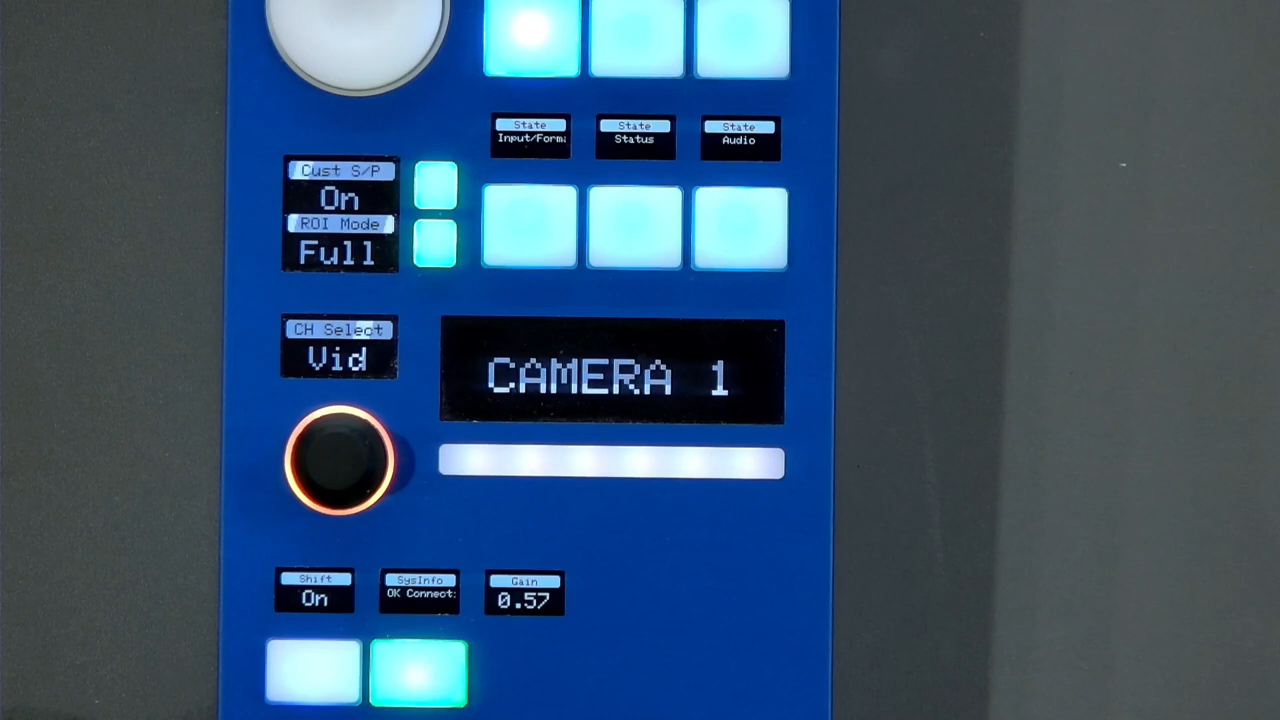 State
Input/Form
State
Status
State
Audio
Cust S/P
On
ROI Mode
Full
CH Select
Vid
CAMERA 1
Shift
On
SysInfo
OK Connect
Gain
0.57